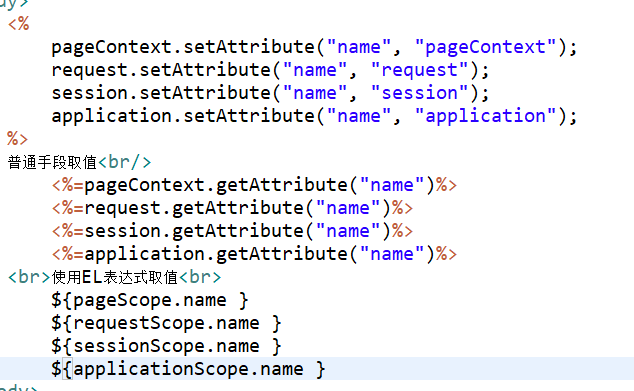 dy>
<%
pageContext.setAttribute("name", "pageContext");
request.setAttribute("name", "request");
session.setAttribute("name", "session");
application.setAttribute("name", "application");
%>
普通手段取值<br/>
<%=pageContext.getAttribute("name")%>
<%=request.getAttribute("name")%>
<%=session.getAttribute("name")%>
<%=application.getAttribute("name")%>
<br>使用EL表达式取值<br>
${pageScope.name }
${requestScope.name }
${sessionScope.name }
${applicationScope.name }